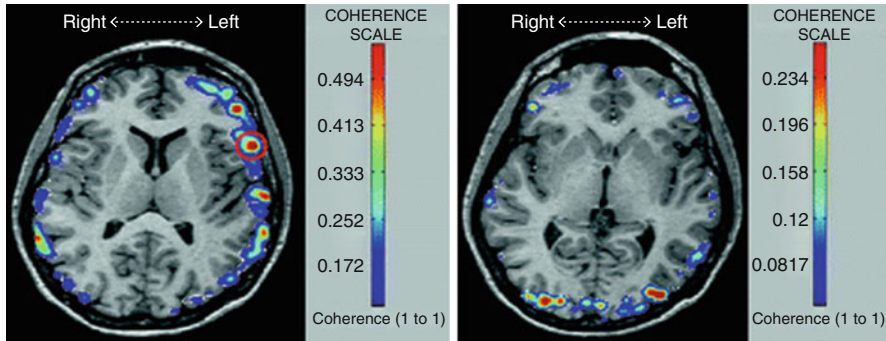 Right <-----------> Left
COHERENCE
SCALE
0.494
0.413
0.333
0.252
0.172
Coherence (1 to 1)
Right <-----------> Left
COHERENCE
SCALE
0.234
0.196
0.158
0.12
0.0817
Coherence (1 to 1)